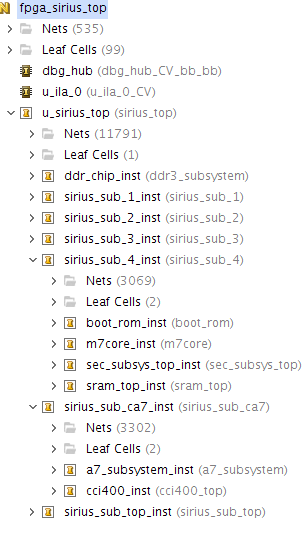 fpga_sirius_top
Nets (535)
Leaf Cells (99)
dbg_hub (dbg_hub_CV_bb_bb)
u_ila_0 (u_ila_0_CV)
u_sirius_top (sirius_top)
Nets (11791)
Leaf Cells (1)
ddr_chip_inst (ddr3_subsystem)
sirius_sub_1_inst (sirius_sub_1)
sirius_sub_2_inst (sirius_sub_2)
sirius_sub_3_inst (sirius_sub_3)
sirius_sub_4_inst (sirius_sub_4)
Nets (3069)
Leaf Cells (2)
boot_rom_inst (boot_rom)
m7core_inst (m7core)
sec_subsys_top_inst (sec_subsys_top)
sram_top_inst (sram_top)
sirius_sub_ca7_inst (sirius_sub_ca7)
Nets (3302)
Leaf Cells (2)
a7_subsystem_inst (a7_subsystem)
cci400_inst (cci400_top)
sirius_sub_top_inst (sirius_sub_top)